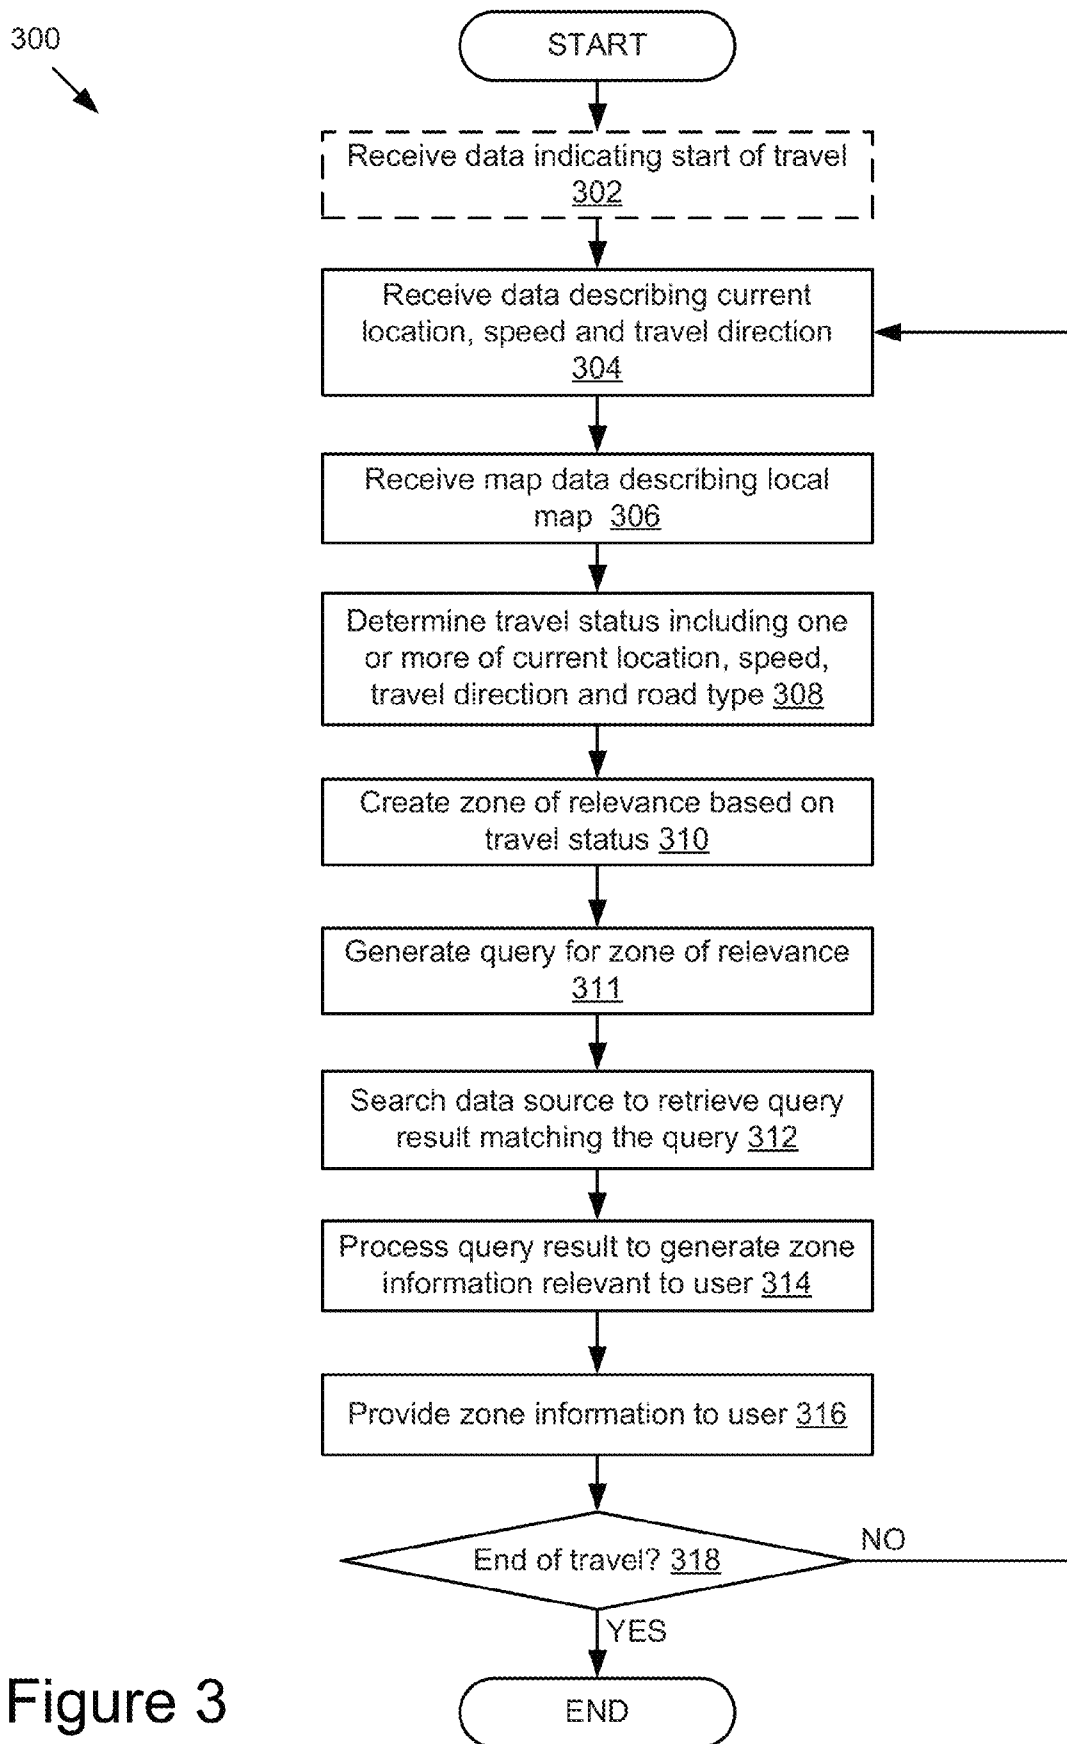 300
START
Receive data indicating start of travel
302
Receive data describing current
location, speed and travel direction
304
Receive map data describing local
map 306
Determine travel status including one
or more of current location, speed,
travel direction and road type 308
Create zone of relevance based on
travel status 310
Generate query for zone of relevance
311
Search data source to retrieve query
result matching the query 312
Process query result to generate zone
information relevant to user 314
Provide zone information to user 316
End of travel? 318
NO
YES
END
Figure 3